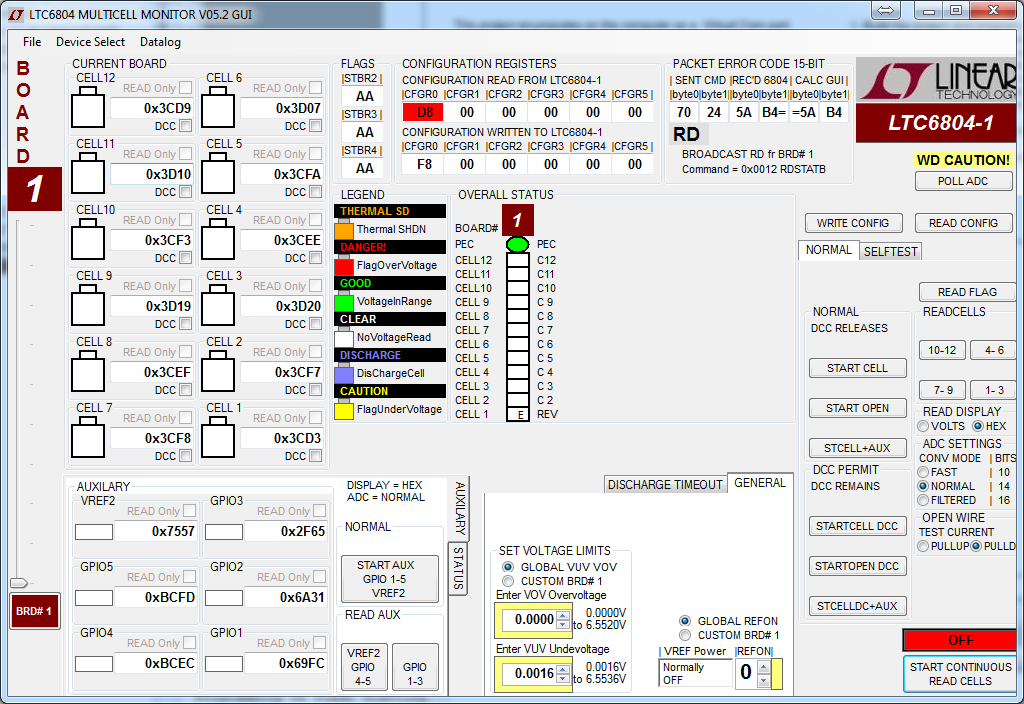 LTC6804 MULTICELL MONITOR V05.2 GUI
File Device Select Datalog
BOARD
1
BRD# 1
CURRENT BOARD
CELL12 CELL 6
READ Only READ Only
0x3CD9 0x3D07
DCC DCC
CELL11 CELL 5
READ Only READ Only
0x3D10 0x3CFA
DCC DCC
CELL10 CELL 4
READ Only READ Only
0x3CF3 0x3CEE
DCC DCC
CELL 9 CELL 3
READ Only READ Only
0x3D19 0x3D20
DCC DCC
CELL 8 CELL 2
READ Only READ Only
0x3CEF 0x3CF7
DCC DCC
CELL 7 CELL 1
READ Only READ Only
0x3CF8 0x3CD3
DCC DCC
FLAGS
|STBR2 |
AA
|STBR3 |
AA
|STBR4 |
AA
CONFIGURATION REGISTERS
CONFIGURATION READ FROM LTC6804-1
|CFGR0 |CFGR1 |CFGR2 |CFGR3 |CFGR4 |CFGR5 |
D8 00 00 00 00 00
CONFIGURATION WRITTEN TO LTC6804-1
|CFGR0 |CFGR1 |CFGR2 |CFGR3 |CFGR4 |CFGR5 |
F8 00 00 00 00 00
PACKET ERROR CODE 15-BIT
| SENT CMD |REC'D 6804| CALC GUI |
|byte0|byte1||byte0|byte1||byte0|byte1|
70 24 5A B4= =5A B4
RD
BROADCAST RD fr BRD# 1
Command = 0x0012 RDSTATB
LINEAR
TECHNOLOGY
LTC6804-1
WD CAUTION!
POLL ADC
WRITE CONFIG READ CONFIG
LEGEND
THERMAL SD
Thermal SHDN
DANGER!
FlagOverVoltage
GOOD
VoltageInRange
CLEAR
NoVoltageRead
DISCHARGE
DisChargeCell
CAUTION
FlagUnderVoltage
OVERALL STATUS
BOARD# 1
PEC PEC
CELL12 C12
CELL11 C11
CELL10 C10
CELL 9 C 9
CELL 8 C 8
CELL 7 C 7
CELL 6 C 6
CELL 5 C 5
CELL 4 C 4
CELL 3 C 3
CELL 2 C 2
CELL 1 E REV
NORMAL SELFTEST
NORMAL
DCC RELEASES
START CELL
START OPEN
STCELL+AUX
DCC PERMIT
DCC REMAINS
STARTCELL DCC
STARTOPEN DCC
STCELLDC+AUX
READ FLAG
READCELLS
10-12 4- 6
7- 9 1- 3
READ DISPLAY
VOLTS HEX
ADC SETTINGS
CONV MODE | BITS
FAST | 10
NORMAL | 14
FILTERED | 16
OPEN WIRE
TEST CURRENT
PULLUP PULLD
OFF
START CONTINUOUS
READ CELLS
AUXILARY
VREF2 GPIO3
READ Only READ Only
0x7557 0x2F65
GPIO5 GPIO2
READ Only READ Only
0xBCFD 0x6A31
GPIO4 GPIO1
READ Only READ Only
0xBCEC 0x69FC
DISPLAY = HEX
ADC = NORMAL
NORMAL
START AUX
GPIO 1-5
VREF2
READ AUX
VREF2
GPIO
4-5
GPIO
1-3
AUXILARY
STATUS
DISCHARGE TIMEOUT GENERAL
SET VOLTAGE LIMITS
GLOBAL VUV VOV
CUSTOM BRD# 1
Enter VOV Overvoltage
0.0000 0.0000V
to 6.5520V
Enter VUV Undevoltage
0.0016 0.0016V
to 6.5536V
GLOBAL REFON
CUSTOM BRD# 1
| VREF Power |REFON|
Normally
OFF
0